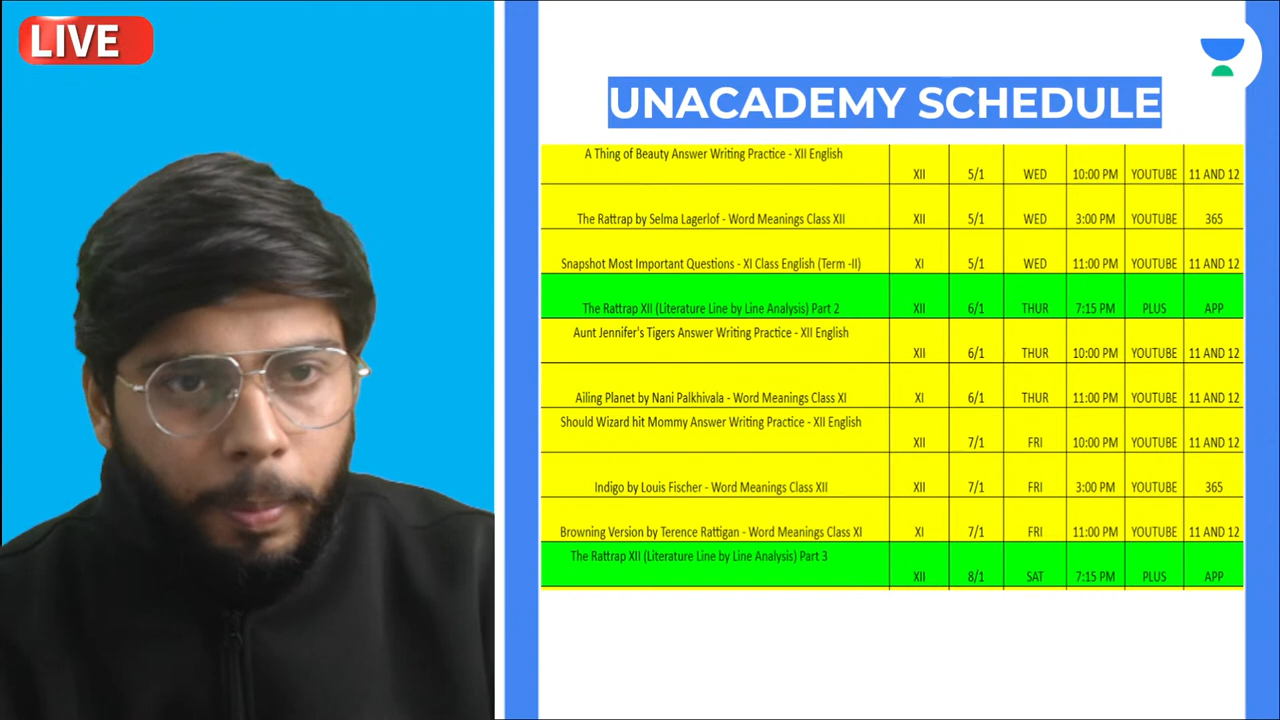 LIVE
UNACADEMY SCHEDULE
A Thing of Beauty Answer Writing Practice - XII English XII 5/1 WED 10:00 PM YOUTUBE 11 AND 12
The Rattrap by Selma Lagerlof - Word Meanings Class XII XII 5/1 WED 3:00 PM YOUTUBE 365
Snapshot Most Important Questions - XI Class English (Term -II) XI 5/1 WED 11:00 PM YOUTUBE 11 AND 12
The Rattrap XII (Literature Line by Line Analysis) Part 2 XII 6/1 THUR 7:15 PM PLUS APP
Aunt Jennifer's Tigers Answer Writing Practice - XII English XII 6/1 THUR 10:00 PM YOUTUBE 11 AND 12
Ailing Planet by Nani Palkhivala - Word Meanings Class XI XI 6/1 THUR 11:00 PM YOUTUBE 11 AND 12
Should Wizard hit Mommy Answer Writing Practice - XII English XII 7/1 FRI 10:00 PM YOUTUBE 11 AND 12
Indigo by Louis Fischer - Word Meanings Class XII XII 7/1 FRI 3:00 PM YOUTUBE 365
Browning Version by Terence Rattigan - Word Meanings Class XI XI 7/1 FRI 11:00 PM YOUTUBE 11 AND 12
The Rattrap XII (Literature Line by Line Analysis) Part 3 XII 8/1 SAT 7:15 PM PLUS APP